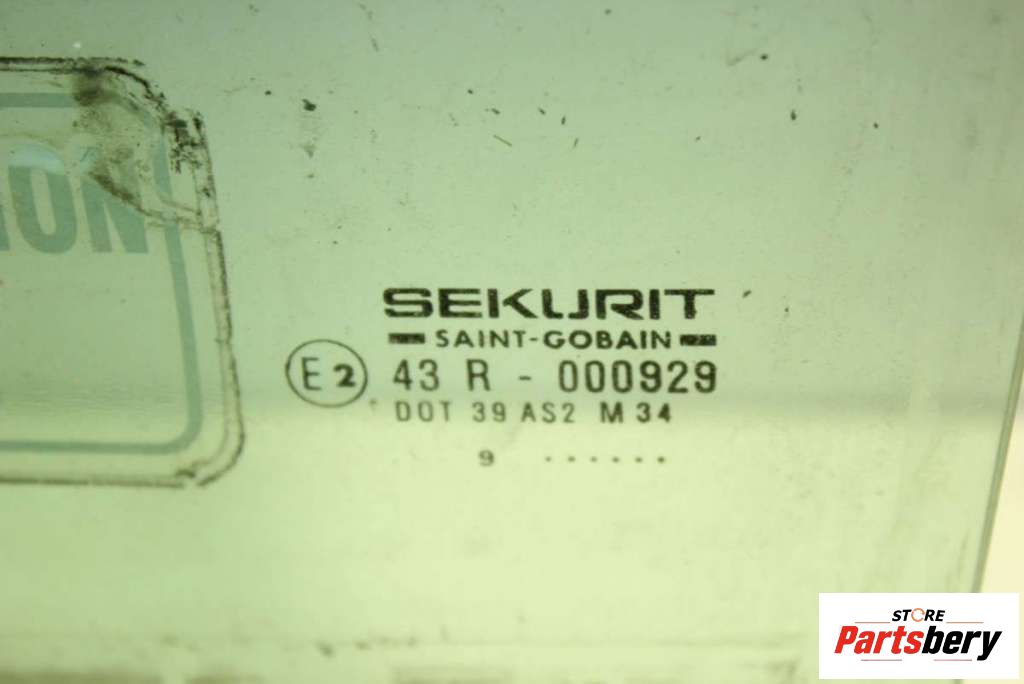 SEKURIT
SAINT-GOBAIN
E2 43 R - 000929
DOT 39 AS2 M 34
9 ······
STORE
Partsbery